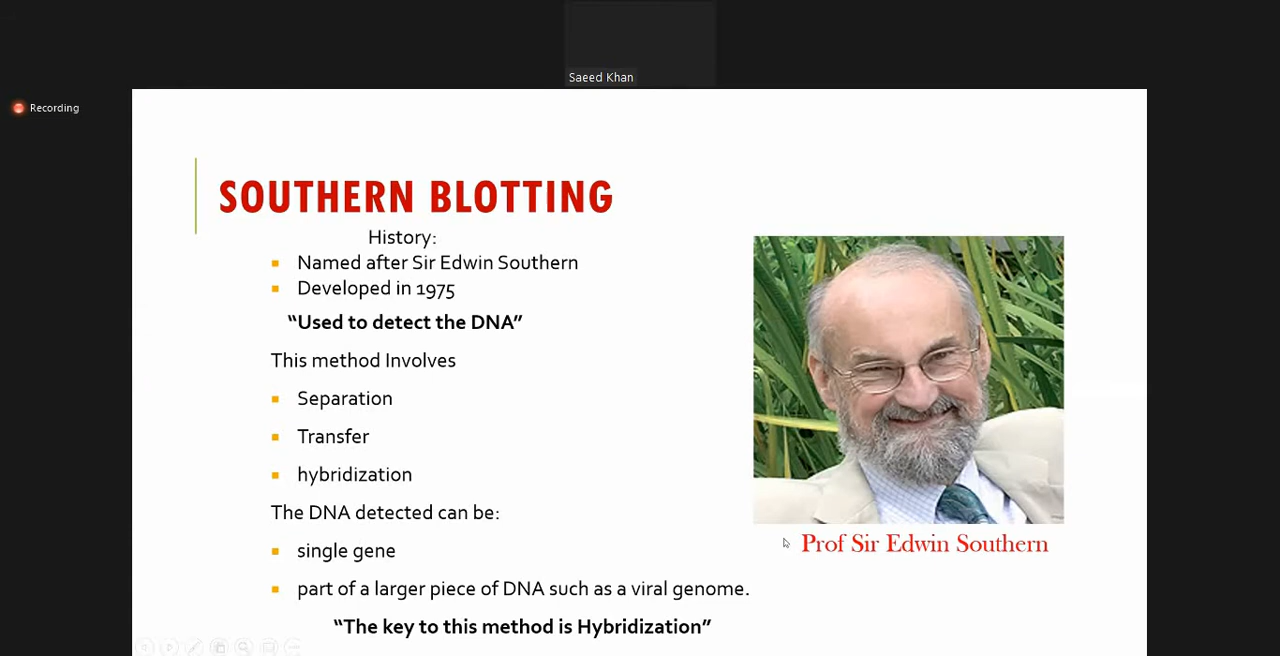 Saeed Khan
Recording
SOUTHERN BLOTTING
History:
Named after Sir Edwin Southern
Developed in 1975
“Used to detect the DNA”
This method Involves
Separation
Transfer
hybridization
The DNA detected can be:
single gene
part of a larger piece of DNA such as a viral genome.
“The key to this method is Hybridization”
Prof Sir Edwin Southern